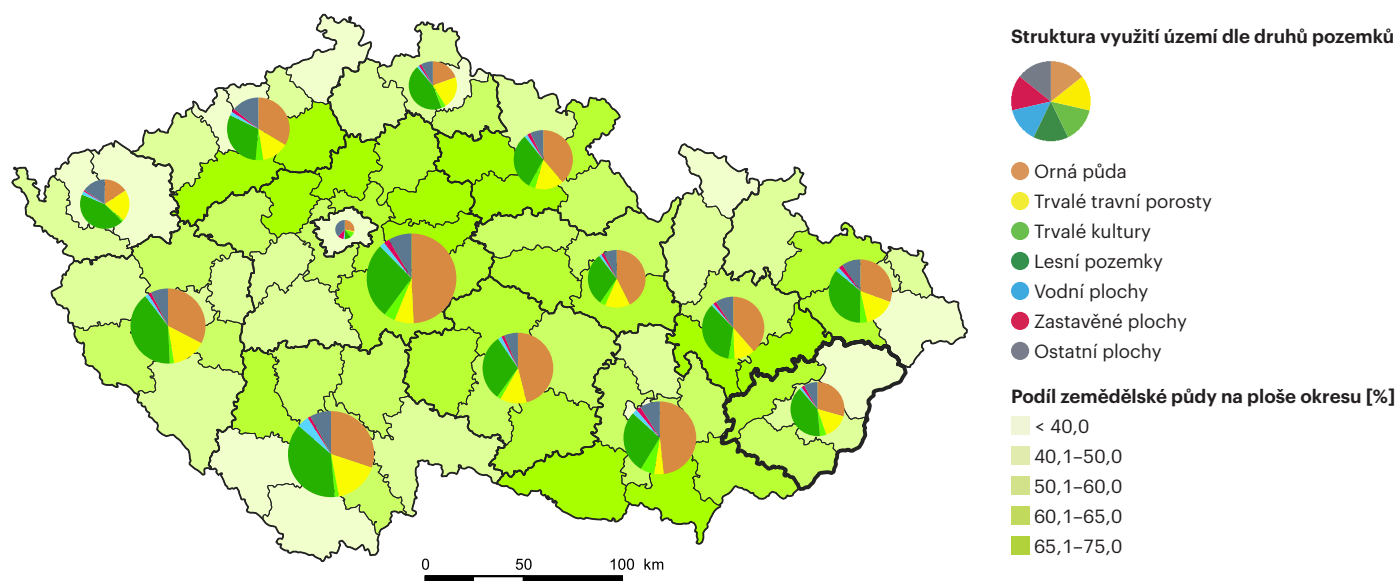 Struktura využití území dle druhů pozemků
Orná půda
Trvalé travní porosty
Trvalé kultury
Lesní pozemky
Vodní plochy
Zastavěné plochy
Ostatní plochy
Podíl zemědělské půdy na ploše okresu [%]
< 40,0
40,1–50,0
50,1–60,0
60,1–65,0
65,1–75,0
0 50 100 km